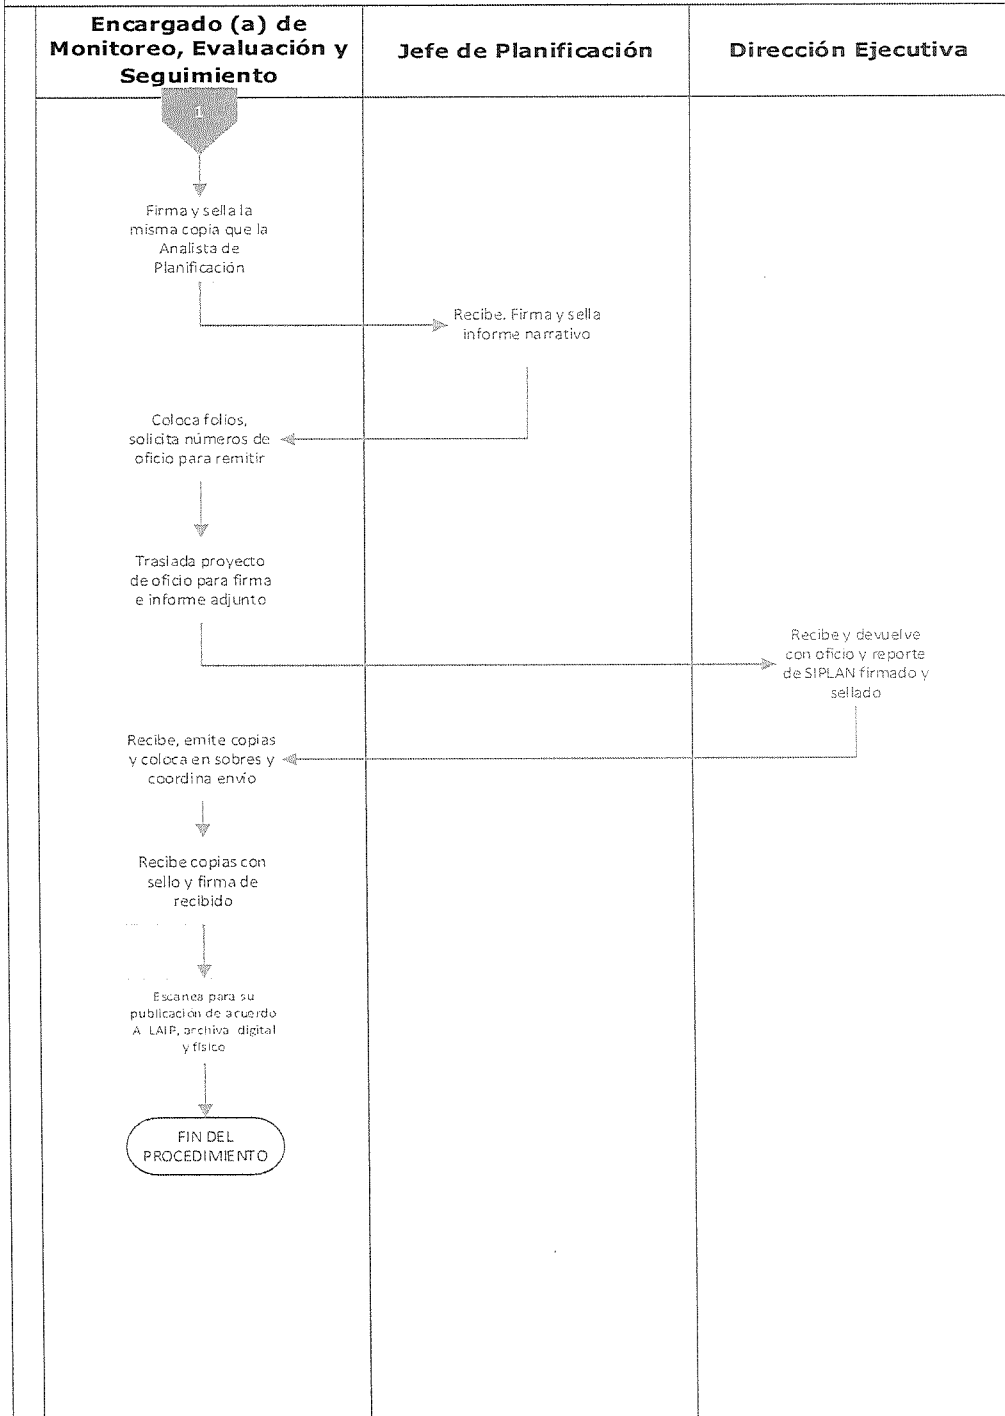 Encargado (a) de
Monitoreo, Evaluación y
Seguimiento
Jefe de Planificación
Dirección Ejecutiva
1
Firma y sella la
misma copia que la
Analista de
Planificación
Recibe. Firma y sella
informe narrativo
Coloca folios,
solicita números de
oficio para remitir
Traslada proyecto
de oficio para firma
e informe adjunto
Recibe y devuelve
con oficio y reporte
de SIPLAN firmado y
sellado
Recibe, emite copias
y coloca en sobres y
coordina envío
Recibe copias con
sello y firma de
recibido
Escanea para su
publicación de acuerdo
A LAIP, archiva digital
y físico
FIN DEL
PROCEDIMIENTO